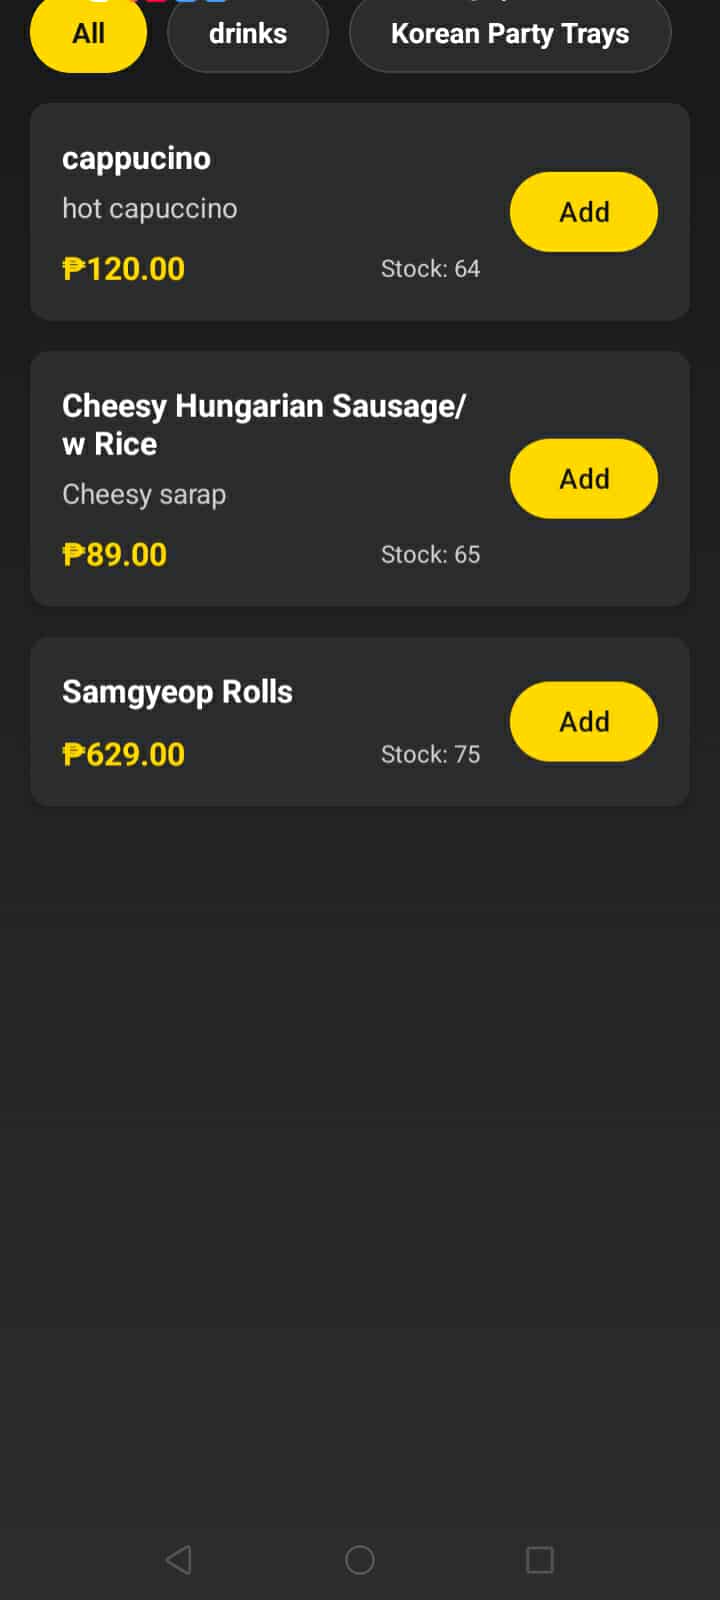 All
drinks
Korean Party Trays
cappucino
hot capuccino
₱120.00
Stock: 64
Add
Cheesy Hungarian Sausage/
w Rice
Cheesy sarap
₱89.00
Stock: 65
Add
Samgyeop Rolls
₱629.00
Stock: 75
Add